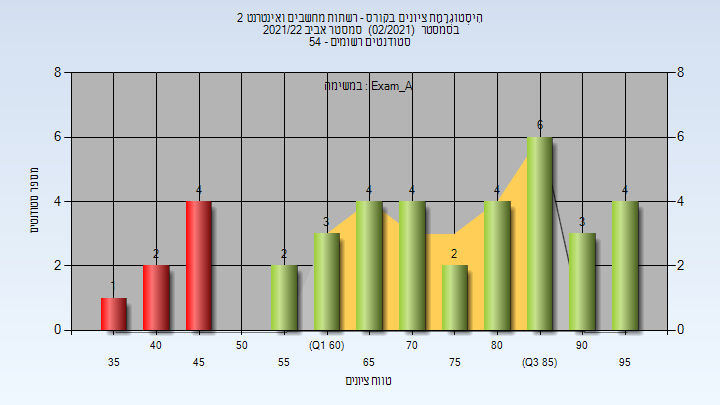 היסטוגרמת ציונים בקורס - רשתות מחשבים ואינטרנט 2
בסמסטר (02/2021) סמסטר אביב 2021/22
סטודנטים רשומים - 54
במשימה : Exam_A
מספר סטודנטים
8 8
6 6
4 4
2 2
0 0
1 2 4 2 3 4 4 2 4 6 3 4
40 50 (Q1 60) 70 80 90
35 45 55 65 75 (Q3 85) 95
טווח ציונים